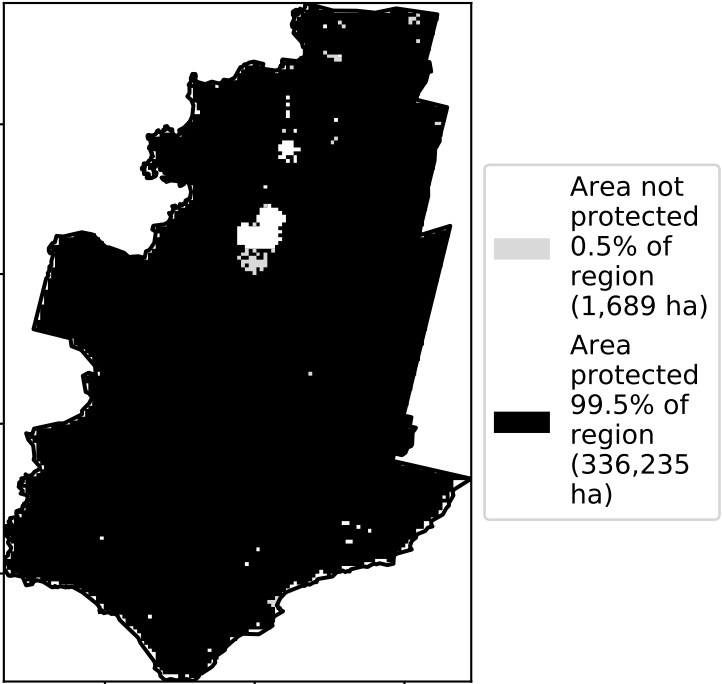 Area not
protected
0.5% of
region
(1,689 ha)
Area
protected
99.5% of
region
(336,235
ha)